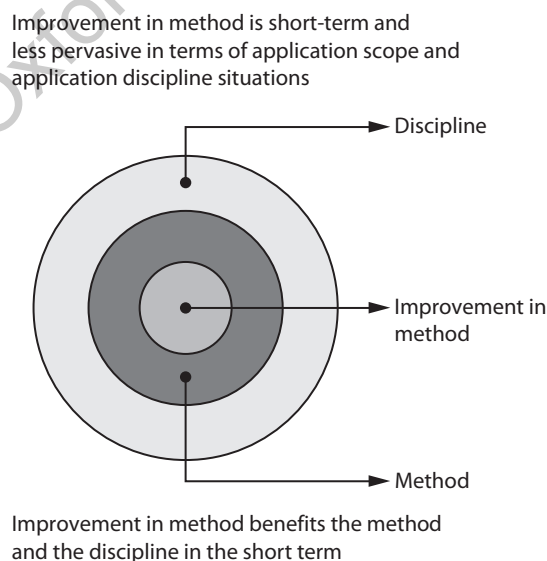 Improvement in method is short-term and
less pervasive in terms of application scope and
application discipline situations
Discipline
Improvement in
method
Method
Improvement in method benefits the method
and the discipline in the short term